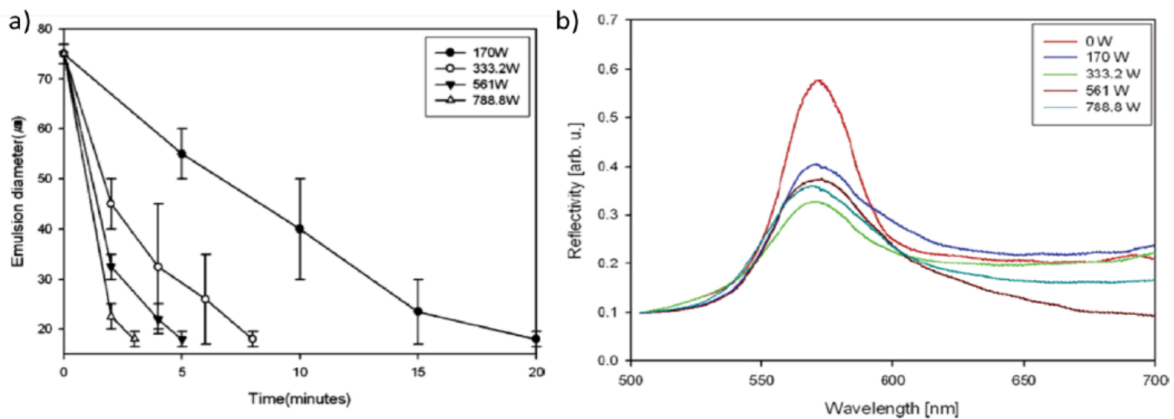 a)
Emulsion diameter(㎛)
80
70
60
50
40
30
20
170W
333.2W
561W
788.8W
0
5
10
15
20
Time(minutes)
b)
Reflectivity [arb. u.]
0.7
0.6
0.5
0.4
0.3
0.2
0.1
0.0
0 W
170 W
333.2 W
561 W
788.8 W
500
550
600
650
700
Wavelength [nm]